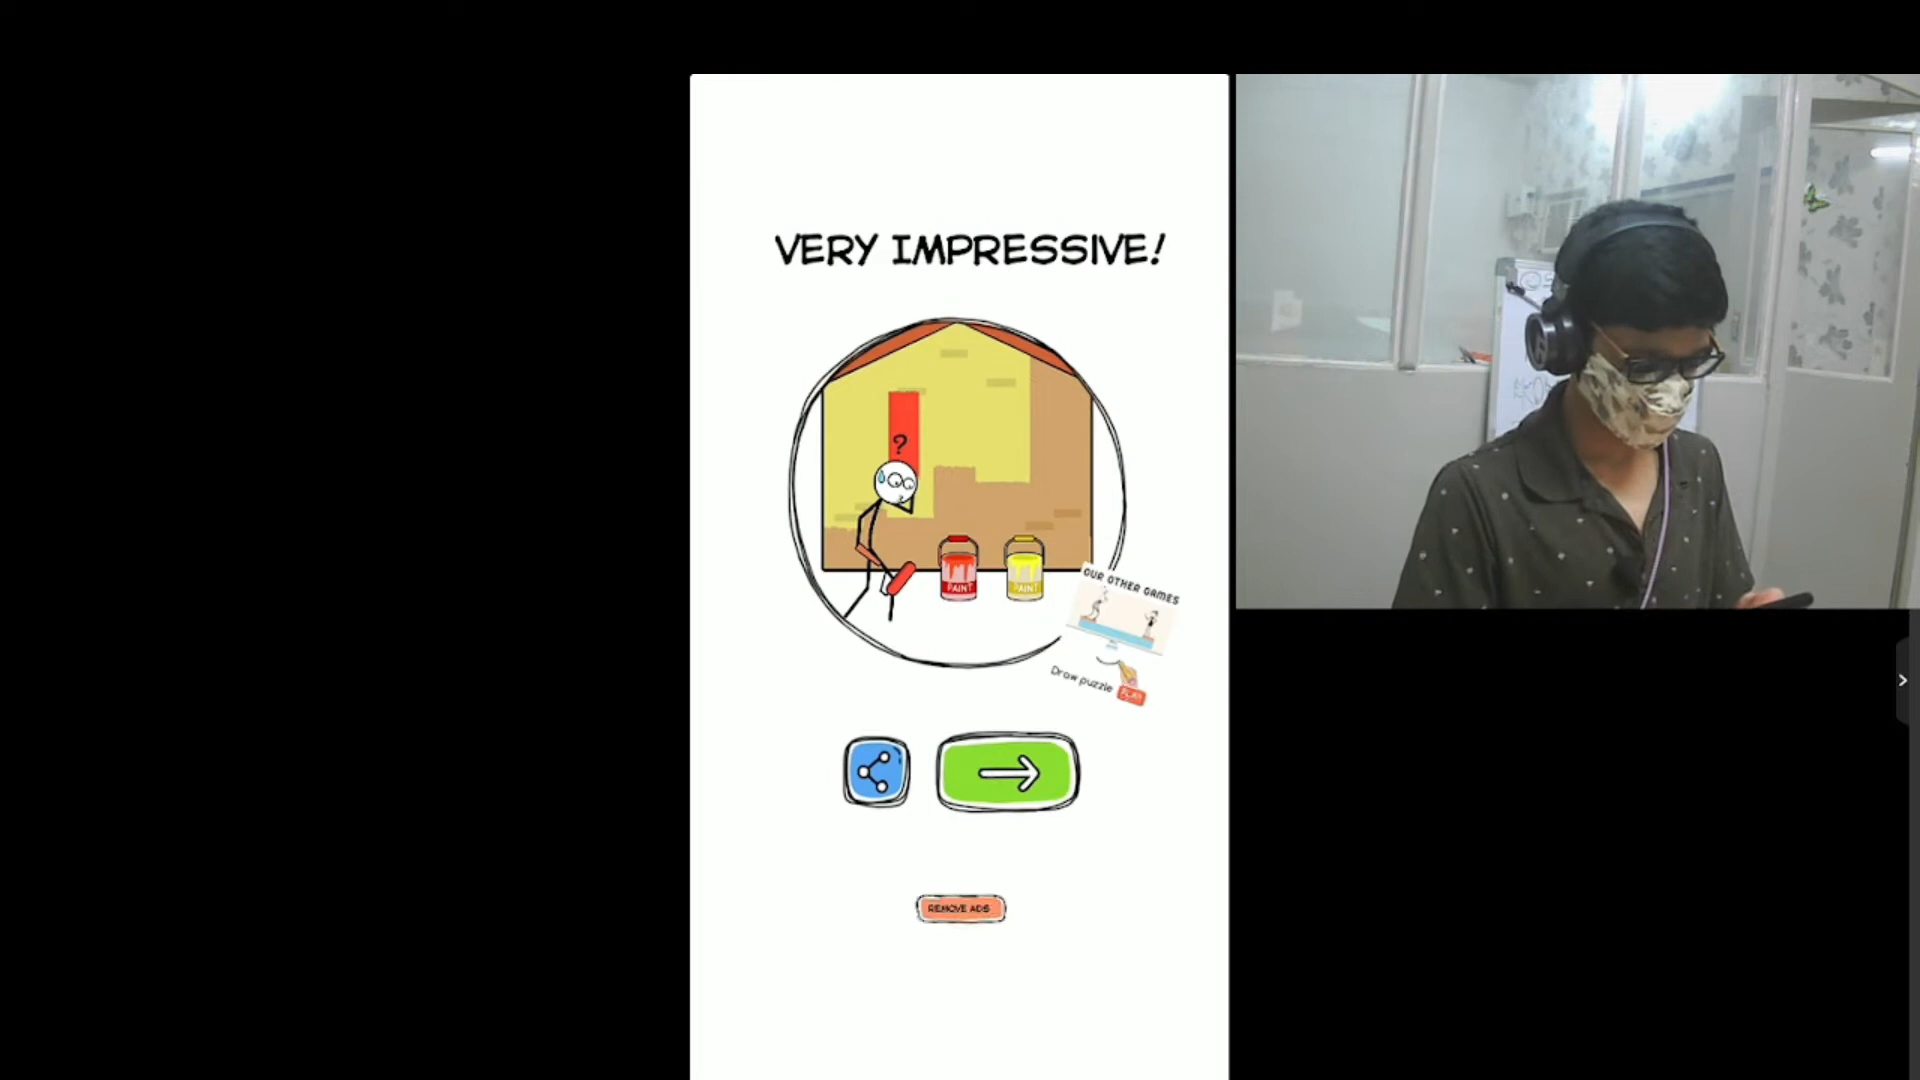 VERY IMPRESSIVE!
?
PAINT
PAINT
OUR OTHER GAMES
Draw puzzle
PLAY
REMOVE ADS